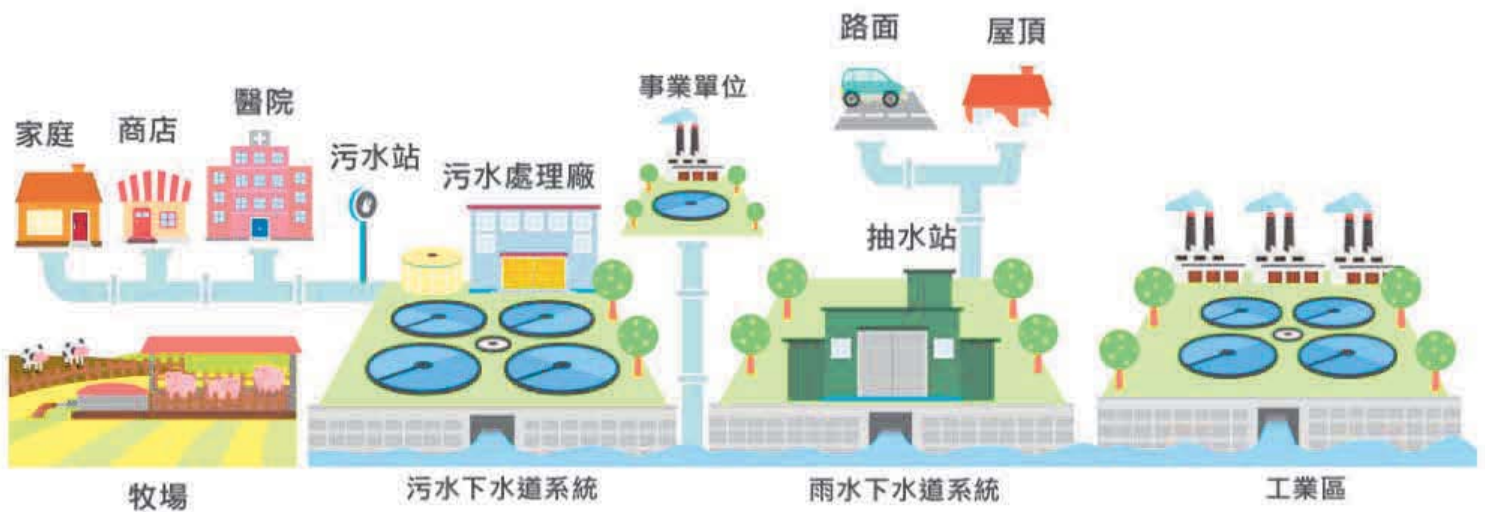 路面
屋頂
事業單位
醫院
商店
家庭
污水站
污水處理廠
抽水站
牧場
污水下水道系統
雨水下水道系統
工業區